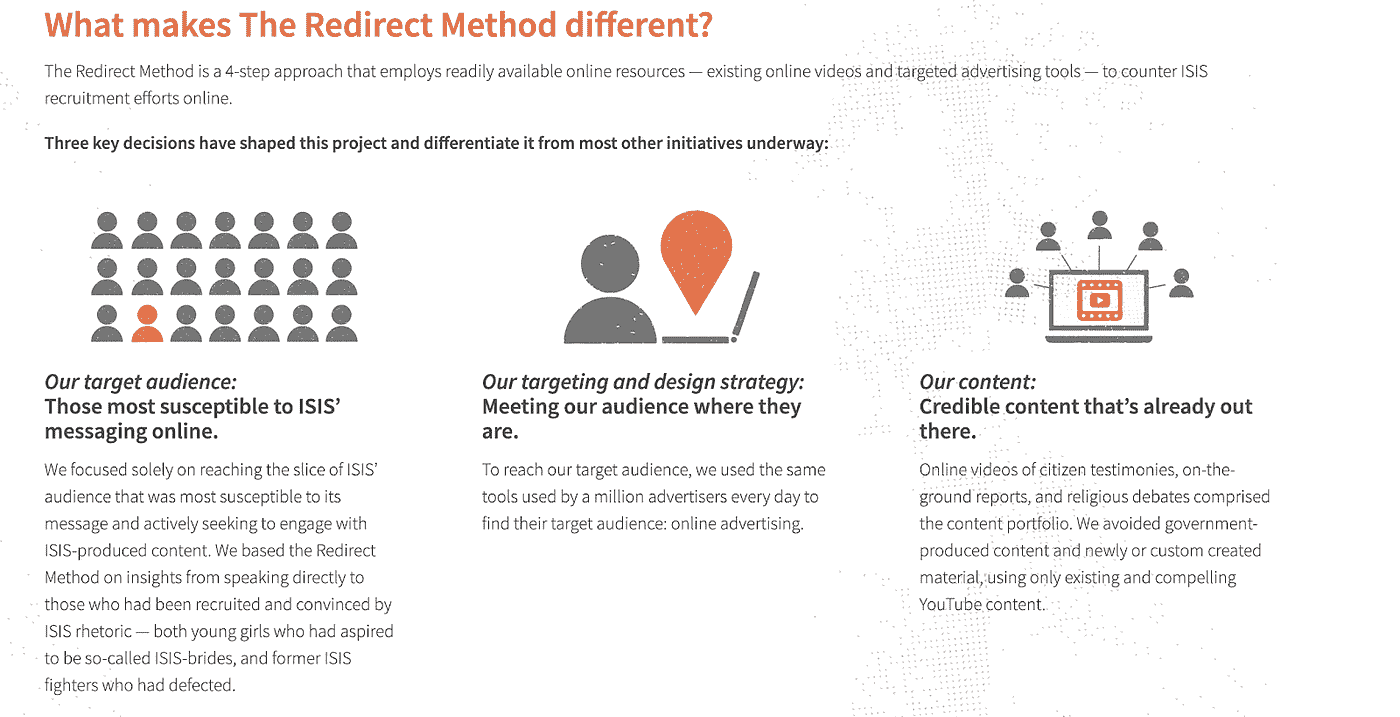 What makes The Redirect Method different?
The Redirect Method is a 4-step approach that employs readily available online resources — existing online videos and targeted advertising tools — to counter ISIS
recruitment efforts online.
Three key decisions have shaped this project and differentiate it from most other initiatives underway:
Our target audience:
Those most susceptible to ISIS’
messaging online.
We focused solely on reaching the slice of ISIS’
audience that was most susceptible to its
message and actively seeking to engage with
ISIS-produced content. We based the Redirect
Method on insights from speaking directly to
those who had been recruited and convinced by
ISIS rhetoric — both young girls who had aspired
to be so-called ISIS-brides, and former ISIS
fighters who had defected.
Our targeting and design strategy:
Meeting our audience where they
are.
To reach our target audience, we used the same
tools used by a million advertisers every day to
find their target audience: online advertising.
Our content:
Credible content that’s already out
there.
Online videos of citizen testimonies, on-the-
ground reports, and religious debates comprised
the content portfolio. We avoided government-
produced content and newly or custom created
material, using only existing and compelling
YouTube content.